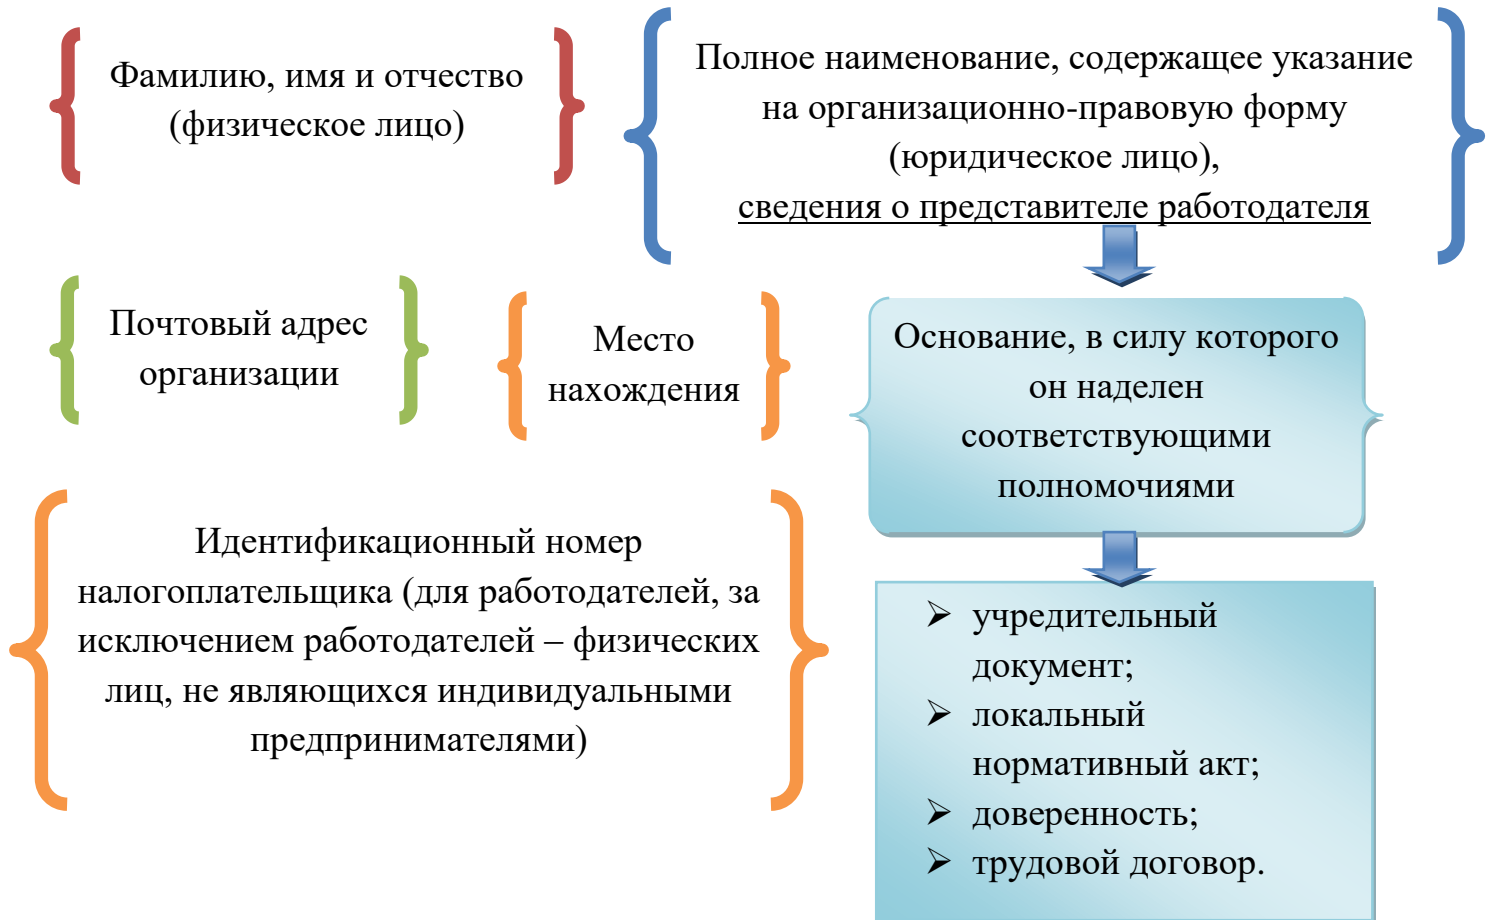 Фамилию, имя и отчество
(физическое лицо)
Полное наименование, содержащее указание
на организационно-правовую форму
(юридическое лицо),
сведения о представителе работодателя
Почтовый адрес
организации
Место
нахождения
Основание, в силу которого
он наделен
соответствующими
полномочиями
Идентификационный номер
налогоплательщика (для работодателей, за
исключением работодателей – физических
лиц, не являющихся индивидуальными
предпринимателями)
➢ учредительный
документ;
➢ локальный
нормативный акт;
➢ доверенность;
➢ трудовой договор.